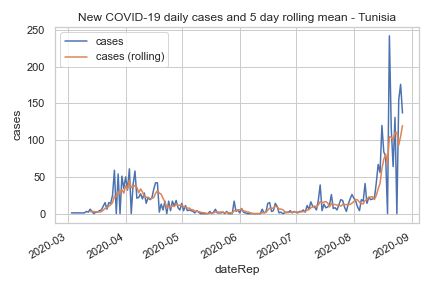 New COVID-19 daily cases and 5 day rolling mean - Tunisia
cases
cases (rolling)
250
200
150
100
50
0
cases
2020-03
2020-04
2020-05
2020-06
2020-07
2020-08
2020-09
dateRep